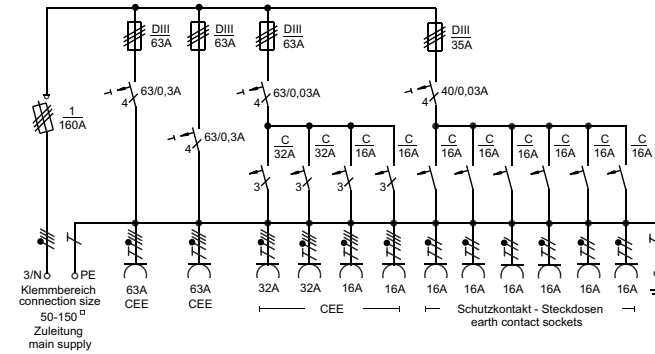 DIII
63A
DIII
63A
DIII
63A
DIII
35A
63/0,3A
4
63/0,3A
4
63/0,03A
4
40/0,03A
4
1
160A
C
32A
C
32A
C
16A
C
16A
C
16A
C
16A
C
16A
C
16A
C
16A
C
16A
3
3
3
3
3/N
PE
63A
CEE
63A
CEE
32A
32A
16A
16A
16A
16A
16A
16A
16A
16A
CEE
Schutzkontakt - Steckdosen
earth contact sockets
Klemmbereich
connection size
50-150 □
Zuleitung
main supply